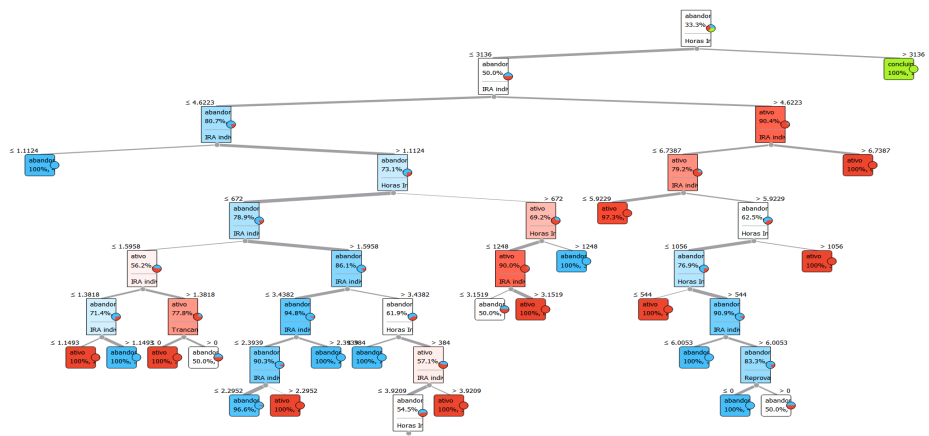 abandor
33.3%
Horas Ir
≤ 3136
> 3136
abandor
50.0%
IRA indi
concluíd
100%,
≤ 4.6223
> 4.6223
abandor
80.7%
IRA indi
ativo
90.4%
IRA indi
≤ 1.1124
> 1.1124
≤ 6.7387
> 6.7387
abandor
100%,
abandor
73.1%
Horas Ir
ativo
79.2%
IRA indi
ativo
100%,
≤ 672
> 672
≤ 5.9229
> 5.9229
abandor
78.9%
IRA indi
ativo
69.2%
Horas Ir
ativo
97.3%,
abandor
62.5%
Horas Ir
≤ 1.5958
> 1.5958
≤ 1248
> 1248
≤ 1056
> 1056
ativo
56.2%
IRA indi
abandor
86.1%
IRA indi
ativo
90.0%
IRA indi
abandor
100%,
abandor
76.9%
Horas Ir
ativo
100%,
≤ 1.3818
> 1.3818
≤ 3.4382
> 3.4382
≤ 3.1519
> 3.1519
≤ 544
> 544
abandor
71.4%
IRA indi
ativo
77.8%
Trancam
abandor
94.8%
IRA indi
abandor
61.9%
Horas Ir
abandor
50.0%,
ativo
100%,
ativo
100%,
abandor
90.9%
IRA indi
≤ 1.1493
> 1.1493
0
> 0
≤ 2.3939
> 2.3939
384
> 384
≤ 6.0053
> 6.0053
ativo
100%,
abandor
100%,
ativo
100%,
abandor
50.0%,
abandor
90.3%
IRA indi
abandor
100%,
abandor
100%,
ativo
57.1%
IRA indi
abandor
100%,
abandor
83.3%
Reprova
≤ 2.2952
> 2.2952
≤ 3.9209
> 3.9209
≤ 0
> 0
abandor
96.6%,
ativo
100%,
abandor
54.5%
Horas Ir
ativo
100%,
abandor
100%,
abandor
50.0%,